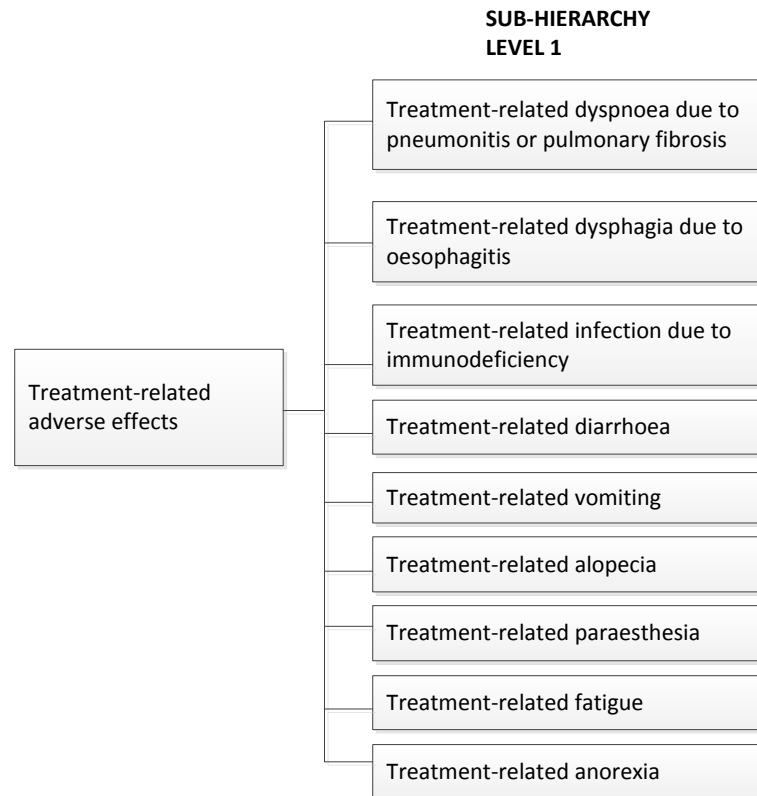 SUB-HIERARCHY
LEVEL 1
Treatment-related dyspnoea due to
pneumonitis or pulmonary fibrosis
Treatment-related dysphagia due to
oesophagitis
Treatment-related infection due to
immunodeficiency
Treatment-related
adverse effects
Treatment-related diarrhoea
Treatment-related vomiting
Treatment-related alopecia
Treatment-related paraesthesia
Treatment-related fatigue
Treatment-related anorexia